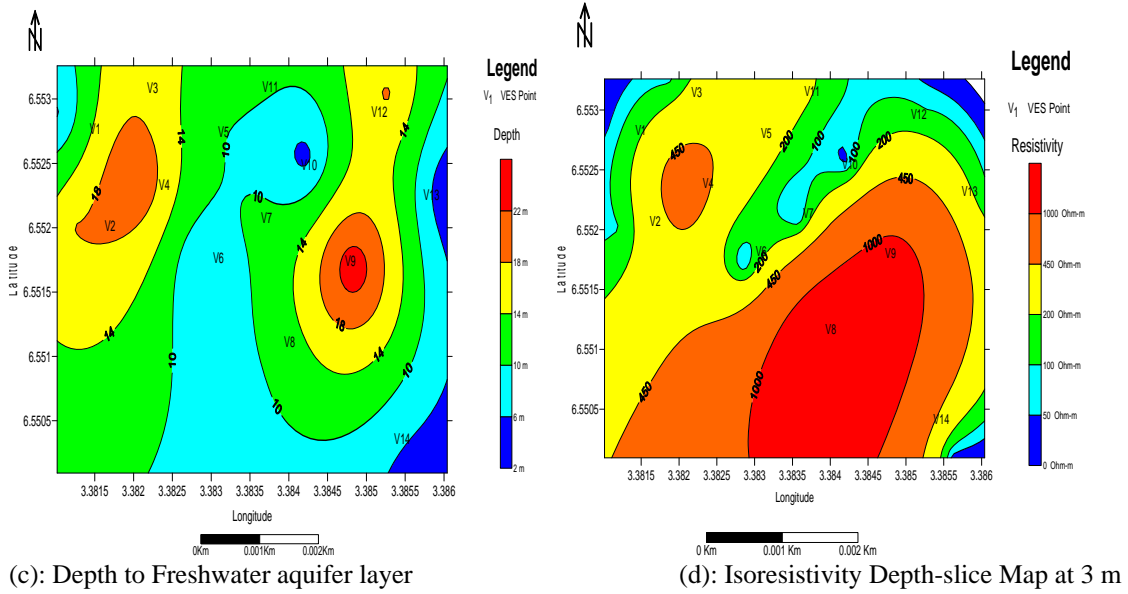 N
6.553
6.5525
6.552
6.5515
6.551
6.5505
Latitude
3.3815 3.382 3.3825 3.383 3.3835 3.384 3.3845 3.385 3.3855 3.386
Longitude
V1
V2
V3
V4
V5
V6
V7
V8
V9
V10
V11
V12
V13
V14
18
14
14
10
10
10
10
14
18
14
14
10
10
Legend
V1 VES Point
Depth
22 m
18 m
14 m
10 m
6 m
2 m
0Km 0.001Km 0.002Km
(c): Depth to Freshwater aquifer layer
N
6.553
6.5525
6.552
6.5515
6.551
6.5505
Latitude
3.3815 3.382 3.3825 3.383 3.3835 3.384 3.3845 3.385 3.3855 3.386
Longitude
V1
V2
V3
V4
V5
V6
V7
V8
V9
V10
V11
V12
V13
V14
450
200
100
100
200
450
1000
200
450
450
1000
Legend
V1 VES Point
Resistivity
1000 Ohm-m
450 Ohm-m
200 Ohm-m
100 Ohm-m
50 Ohm-m
0 Ohm-m
0 Km 0.001 Km 0.002 Km
(d): Isoresistivity Depth-slice Map at 3 m